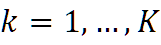 k = 1, ..., K